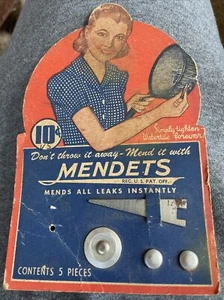 Simply tighten
Watertite forever
10¢
Don't throw it away - Mend it with
MENDETS
REG. U.S. PAT. OFF.
MENDS ALL LEAKS INSTANTLY
CONTENTS 5 PIECES